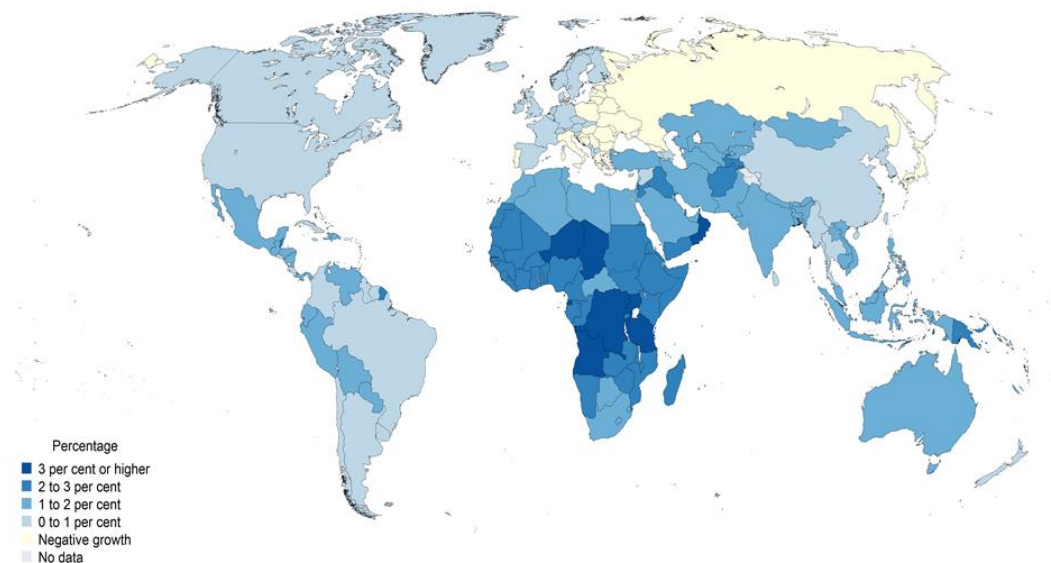 Percentage
3 per cent or higher
2 to 3 per cent
1 to 2 per cent
0 to 1 per cent
Negative growth
No data